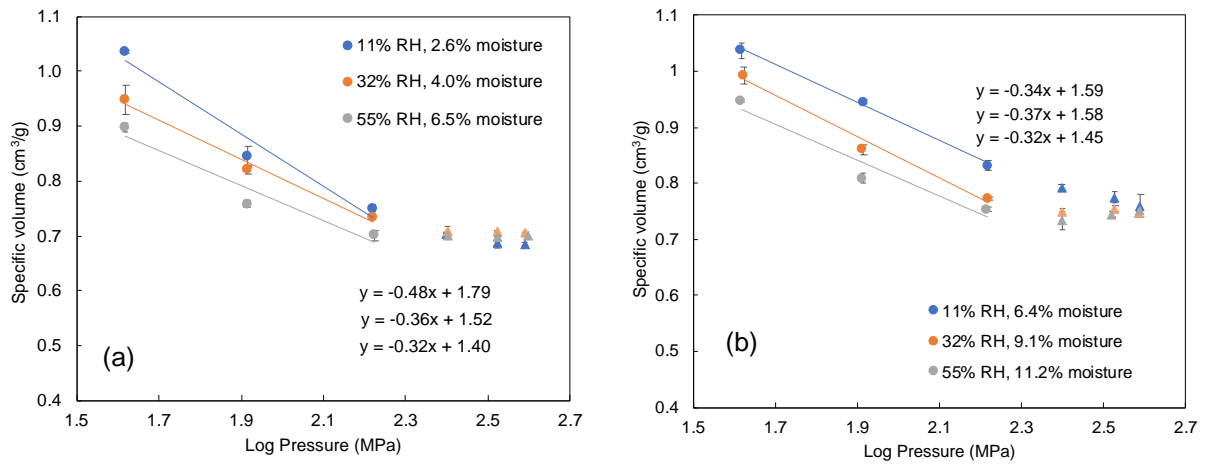 1.1
1.0
0.9
0.8
0.7
0.6
0.5
0.4
Specific volume (cm³/g)
11% RH, 2.6% moisture
32% RH, 4.0% moisture
55% RH, 6.5% moisture
y = -0.48x + 1.79
y = -0.36x + 1.52
y = -0.32x + 1.40
(a)
1.5 1.7 1.9 2.1 2.3 2.5 2.7
Log Pressure (MPa)
1.1
1
0.9
0.8
0.7
0.6
0.5
0.4
Specific volume (cm³/g)
y = -0.34x + 1.59
y = -0.37x + 1.58
y = -0.32x + 1.45
11% RH, 6.4% moisture
32% RH, 9.1% moisture
55% RH, 11.2% moisture
(b)
1.5 1.7 1.9 2.1 2.3 2.5 2.7
Log Pressure (MPa)